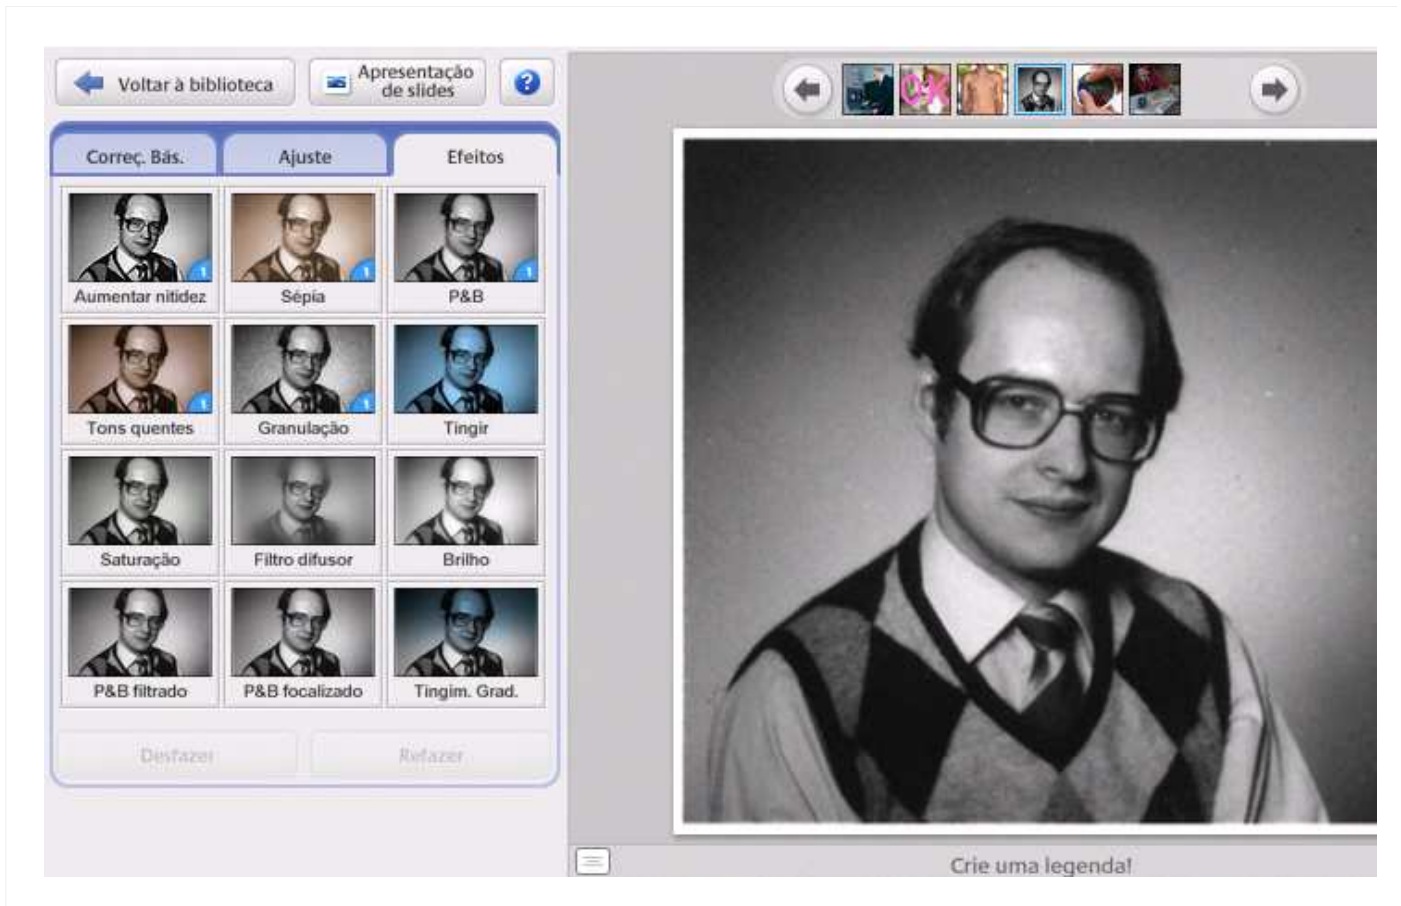 Voltar à biblioteca
Apresentação
de slides
?
Correç. Bás.
Ajuste
Efeitos
Aumentar nitidez
Sépia
P&B
Tons quentes
Granulação
Tingir
Saturação
Filtro difusor
Brilho
P&B filtrado
P&B focalizado
Tingim. Grad.
Desfazer
Refazer
Crie uma legenda!